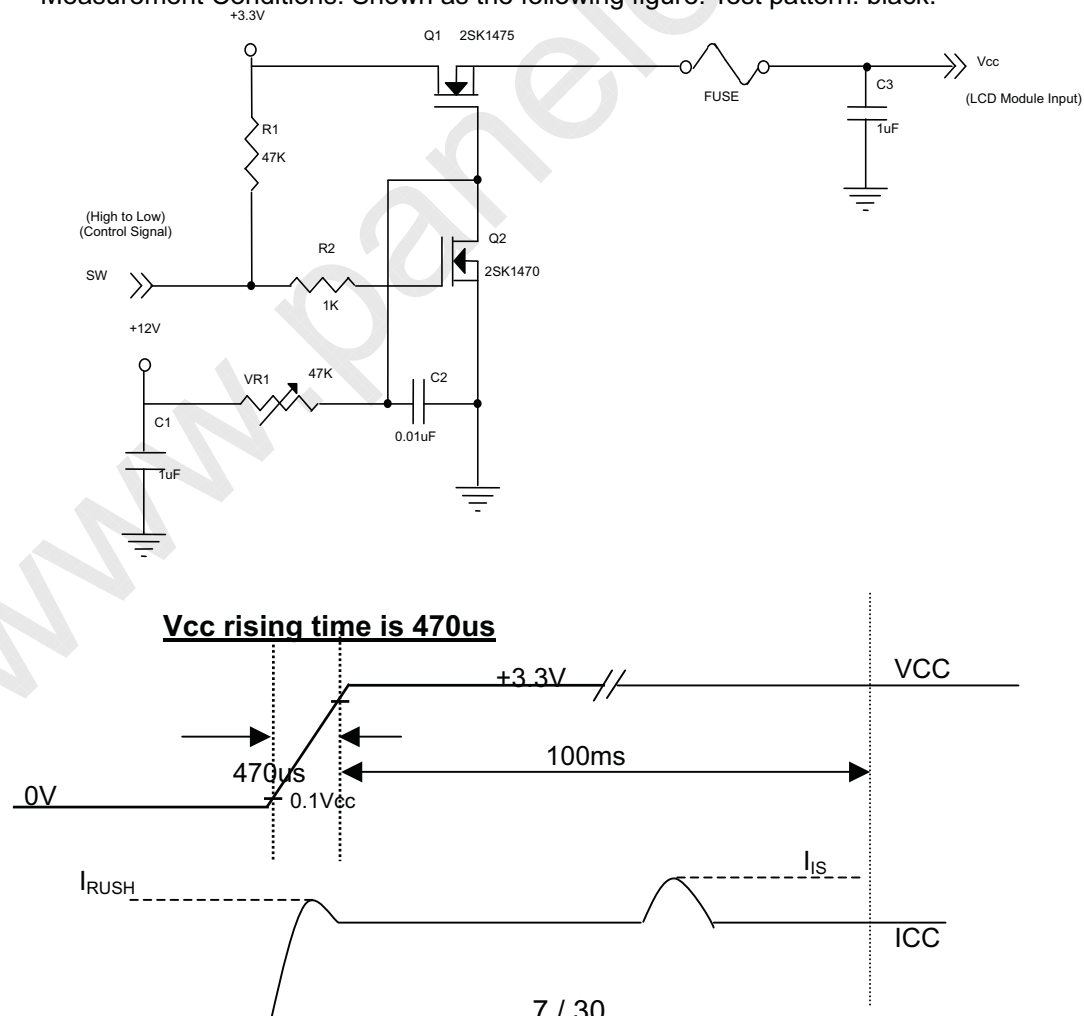 Measurement Conditions: Shown as the following figure. Test pattern: black.
+3.3V
Q1 2SK1475
Vcc
FUSE
C3
(LCD Module Input)
1uF
R1
47K
(High to Low)
(Control Signal)
Q2
R2
SW
2SK1470
1K
+12V
VR1
47K
C2
C1
0.01uF
1uF
Vcc rising time is 470us
+3.3V
VCC
100ms
470us
0V
0.1Vcc
IIS
IRUSH
ICC
7 / 30
www.panel